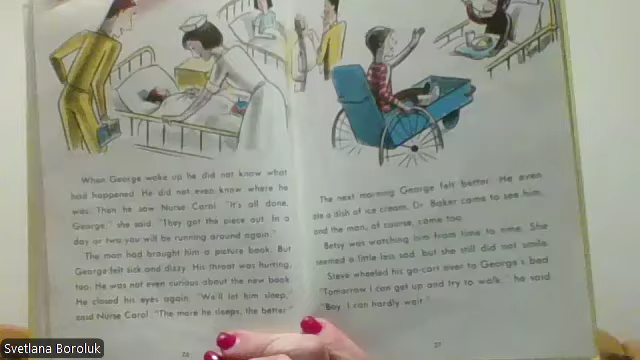 When George woke up he did not know what
had happened. He did not even know where he
was. Then he saw Nurse Carol. "It's all done,
George," she said. "They got the piece out. In a
day or two you will be running around again."
The man had brought him a picture book. But
George felt sick and dizzy. His throat was hurting,
too. He was not even curious about the new book.
He closed his eyes again. "We'll let him sleep,"
said Nurse Carol. "The more he sleeps, the better."
The next morning George felt better. He even
ate a dish of ice cream. Dr. Baker came to see him,
and the man, of course, came too.
Betsy was watching him from time to time. She
seemed a little less sad, but she still did not smile.
Steve wheeled his go-cart over to George's bed.
"Tomorrow I can get up and try to walk," he said.
"Boy, I can hardly wait."
Svetlana Boroluk